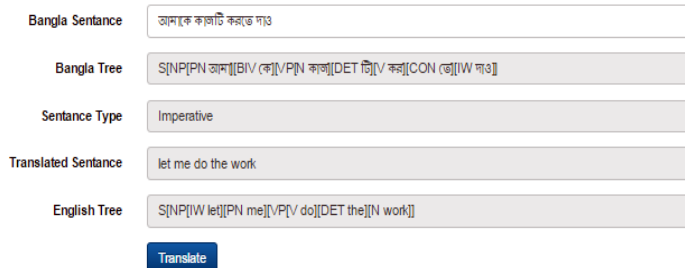 Bangla Sentance আমাকে কাজটি করতে দাও
Bangla Tree S[NP[PN আমা][BIV কে][VP[N কাজ][DET টি][V কর][CON তে][IW দাও]]
Sentance Type Imperative
Translated Sentance let me do the work
English Tree S[NP[IW let][PN me][VP[V do][DET the][N work]]
Translate